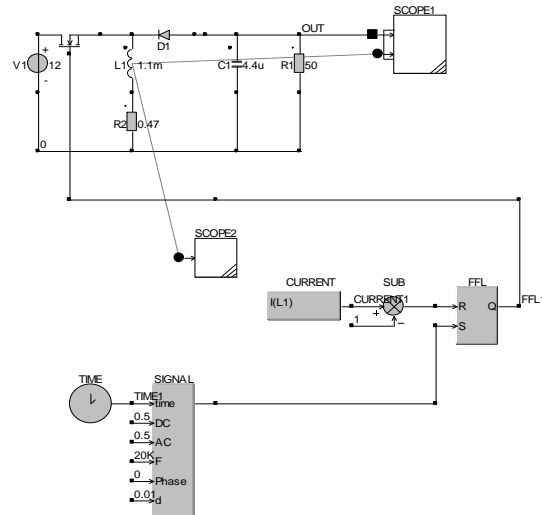 SCOPE1
OUT
D1
V1 + 12 -
L1 1.1m
C1 4.4u
R1 50
R2 0.47
0
SCOPE2
CURRENT SUB FFL
I(L1)
CURRENT1
+
1 −
R Q
S
FFL1
TIME SIGNAL
TIME1
time
0.5
DC
0.5
AC
20K
F
0
Phase
0.01
d